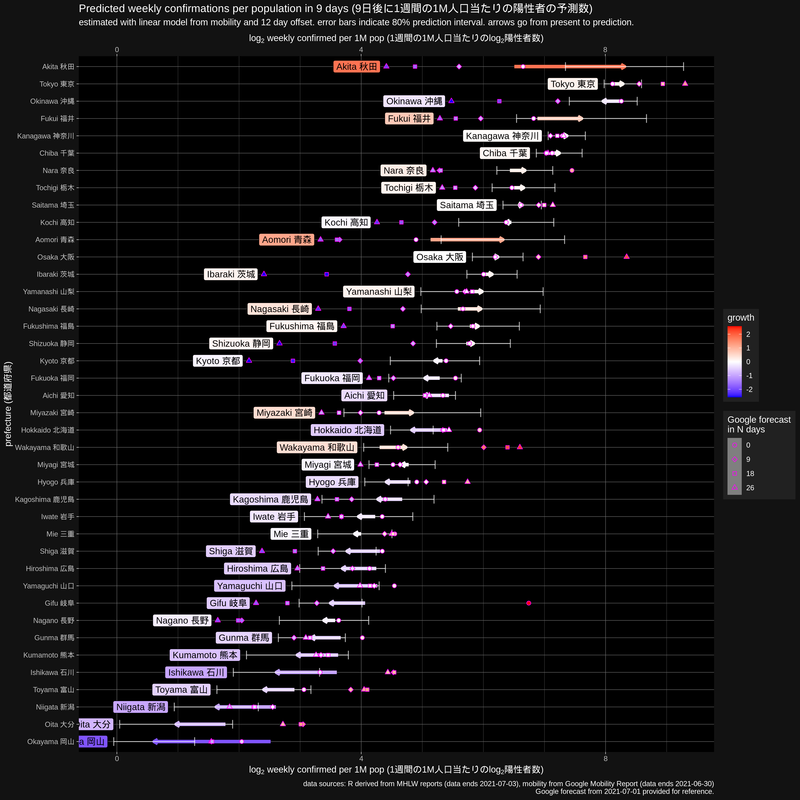 Predicted weekly confirmations per population in 9 days (9日後に1週間の1M人口当たりの陽性者の予測数)
estimated with linear model from mobility and 12 day offset. error bars indicate 80% prediction interval. arrows go from present to prediction.
log₂ weekly confirmed per 1M pop (1週間の1M人口当たりのlog₂陽性者数)
0 4 8
Akita 秋田 Akita 秋田
Tokyo 東京 Tokyo 東京
Okinawa 沖縄 Okinawa 沖縄
Fukui 福井 Fukui 福井
Kanagawa 神奈川 Kanagawa 神奈川
Chiba 千葉 Chiba 千葉
Nara 奈良 Nara 奈良
Tochigi 栃木 Tochigi 栃木
Saitama 埼玉 Saitama 埼玉
Kochi 高知 Kochi 高知
Aomori 青森 Aomori 青森
Osaka 大阪 Osaka 大阪
Ibaraki 茨城 Ibaraki 茨城
Yamanashi 山梨 Yamanashi 山梨
Nagasaki 長崎 Nagasaki 長崎
Fukushima 福島 Fukushima 福島
Shizuoka 静岡 Shizuoka 静岡
Kyoto 京都 Kyoto 京都
Fukuoka 福岡 Fukuoka 福岡
Aichi 愛知 Aichi 愛知
Miyazaki 宮崎 Miyazaki 宮崎
Hokkaido 北海道 Hokkaido 北海道
Wakayama 和歌山 Wakayama 和歌山
Miyagi 宮城 Miyagi 宮城
Hyogo 兵庫 Hyogo 兵庫
Kagoshima 鹿児島 Kagoshima 鹿児島
Iwate 岩手 Iwate 岩手
Mie 三重 Mie 三重
Shiga 滋賀 Shiga 滋賀
Hiroshima 広島 Hiroshima 広島
Yamaguchi 山口 Yamaguchi 山口
Gifu 岐阜 Gifu 岐阜
Nagano 長野 Nagano 長野
Gunma 群馬 Gunma 群馬
Kumamoto 熊本 Kumamoto 熊本
Ishikawa 石川 Ishikawa 石川
Toyama 富山 Toyama 富山
Niigata 新潟 Niigata 新潟
Oita 大分 ita 大分
Okayama 岡山 a 岡山
0 4 8
log₂ weekly confirmed per 1M pop (1週間の1M人口当たりのlog₂陽性者数)
prefecture (都道府県)
growth
2
1
0
-1
-2
Google forecast
in N days
0
9
18
26
data sources: R derived from MHLW reports (data ends 2021-07-03), mobility from Google Mobility Report (data ends 2021-06-30)
Google forecast from 2021-07-01 provided for reference.